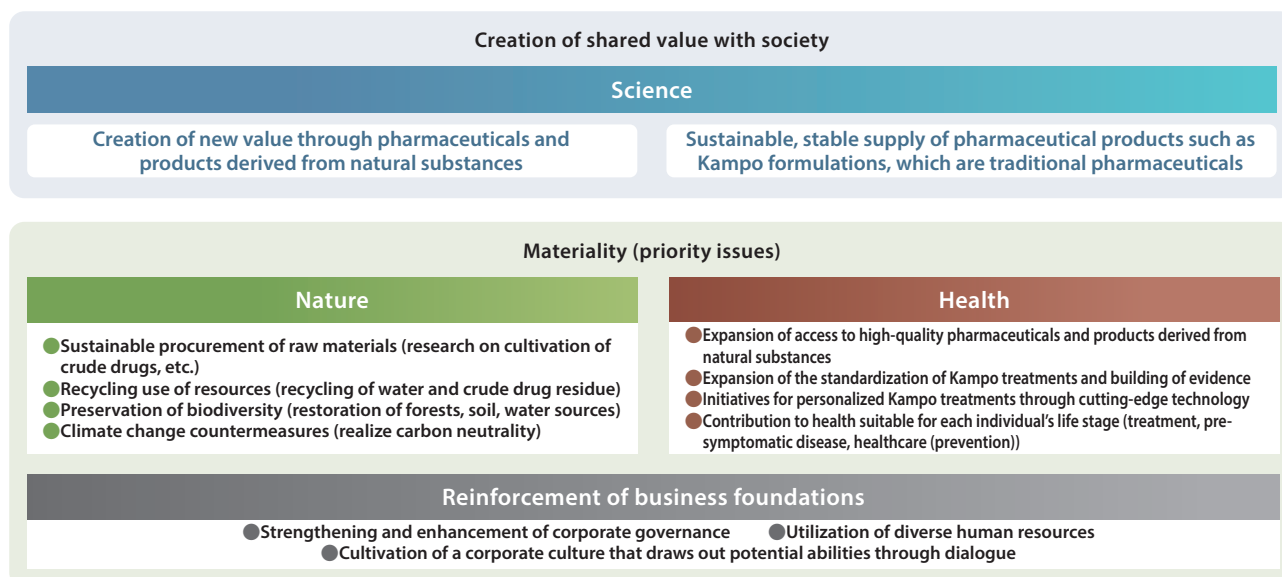 Creation of shared value with society
Science
Creation of new value through pharmaceuticals and
products derived from natural substances
Sustainable, stable supply of pharmaceutical products such as
Kampo formulations, which are traditional pharmaceuticals
Materiality (priority issues)
Nature
●Sustainable procurement of raw materials (research on cultivation of
crude drugs, etc.)
●Recycling use of resources (recycling of water and crude drug residue)
●Preservation of biodiversity (restoration of forests, soil, water sources)
●Climate change countermeasures (realize carbon neutrality)
Health
●Expansion of access to high-quality pharmaceuticals and products derived from
natural substances
●Expansion of the standardization of Kampo treatments and building of evidence
●Initiatives for personalized Kampo treatments through cutting-edge technology
●Contribution to health suitable for each individual's life stage (treatment, pre-
symptomatic disease, healthcare (prevention))
Reinforcement of business foundations
●Strengthening and enhancement of corporate governance ●Utilization of diverse human resources
●Cultivation of a corporate culture that draws out potential abilities through dialogue